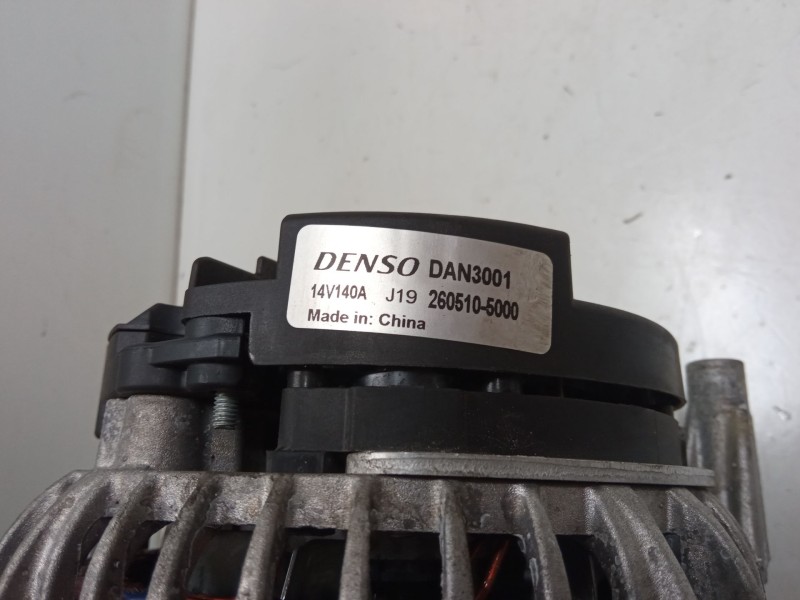 DENSO DAN3001
14V140A J19 260510-5000
Made in: China